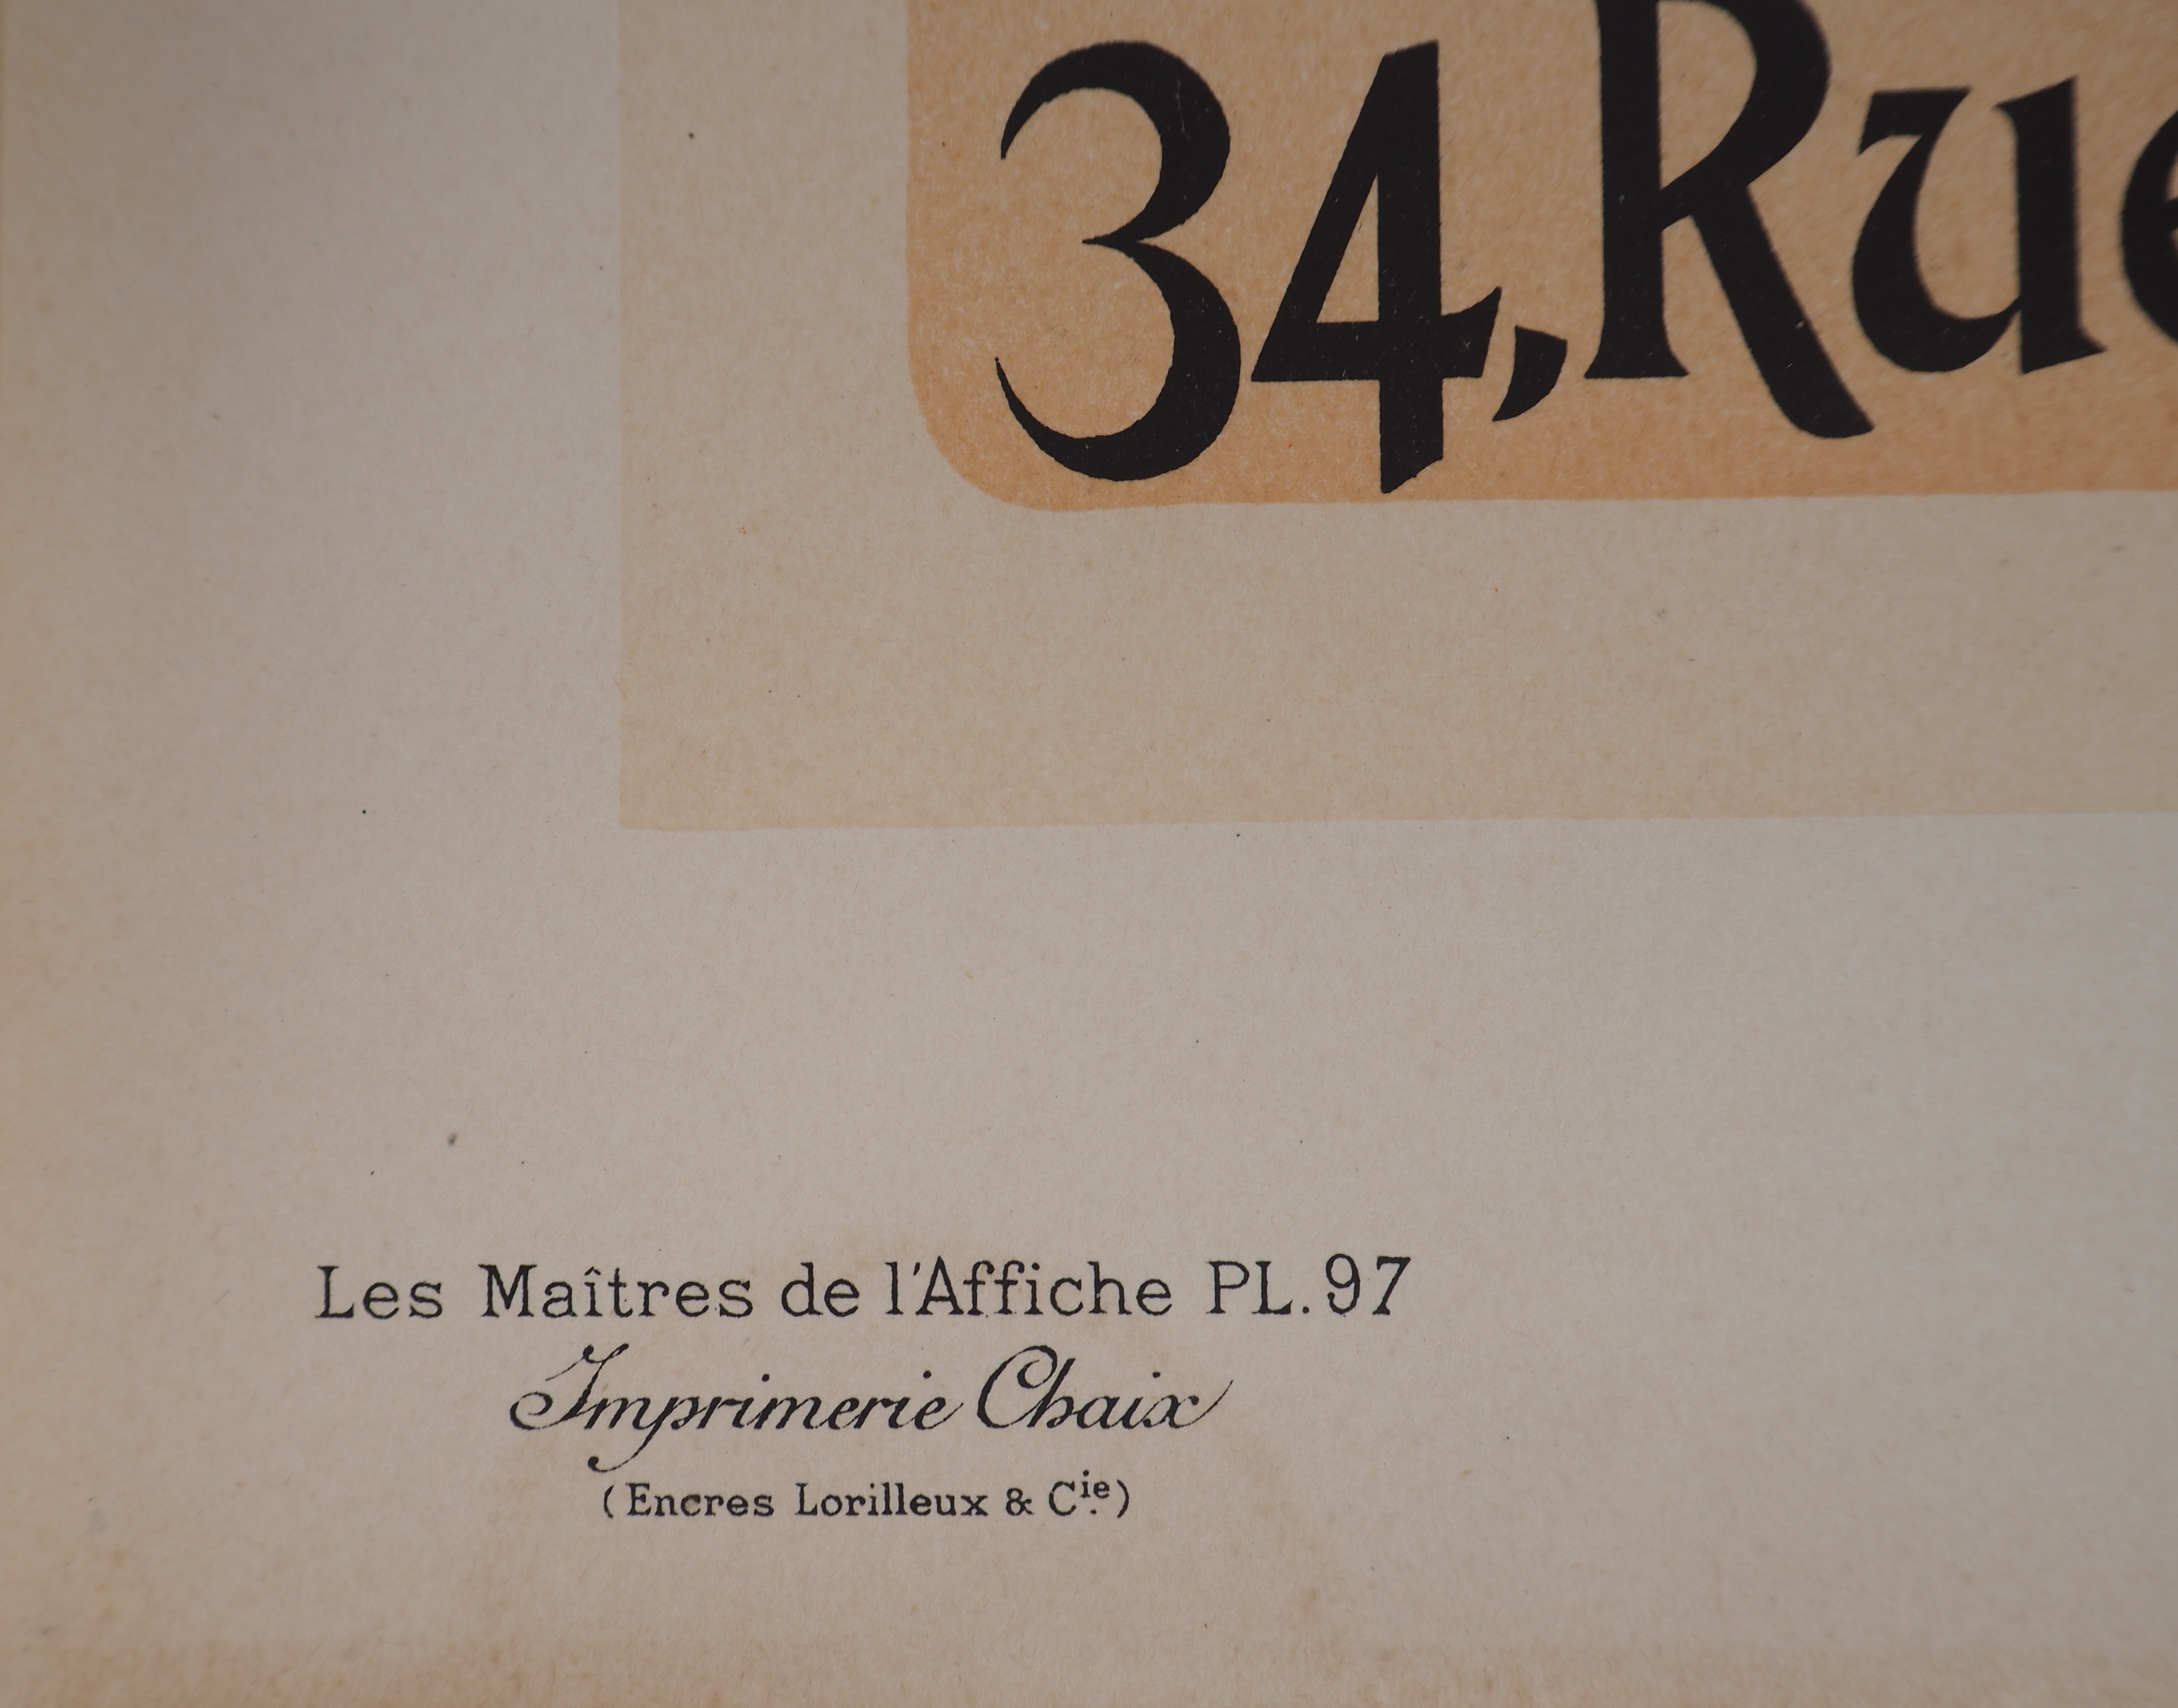 34, Rue
Les Maîtres de l'Affiche PL. 97
Imprimerie Chaix
(Encres Lorilleux & Cie.)